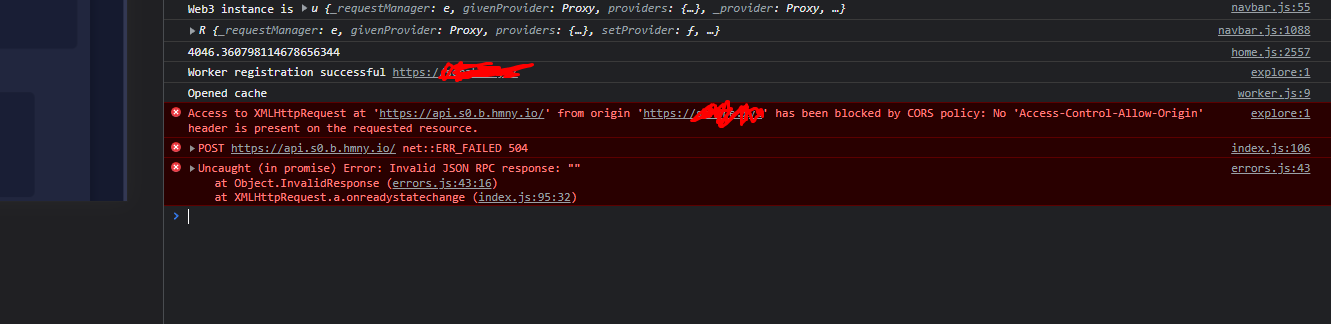 Web3 instance is ▶ u {_requestManager: e, givenProvider: Proxy, providers: {…}, _provider: Proxy, …} navbar.js:55
▶ R {_requestManager: e, givenProvider: Proxy, providers: {…}, setProvider: ƒ, …} navbar.js:1088
4046.360798114678656344 home.js:2557
Worker registration successful https:/ explore:1
Opened cache worker.js:9
Access to XMLHttpRequest at 'https://api.s0.b.hmny.io/' from origin 'https:// ' has been blocked by CORS policy: No 'Access-Control-Allow-Origin' explore:1
header is present on the requested resource.
▶ POST https://api.s0.b.hmny.io/ net::ERR_FAILED 504 index.js:106
▶ Uncaught (in promise) Error: Invalid JSON RPC response: "" errors.js:43
at Object.InvalidResponse (errors.js:43:16)
at XMLHttpRequest.a.onreadystatechange (index.js:95:32)